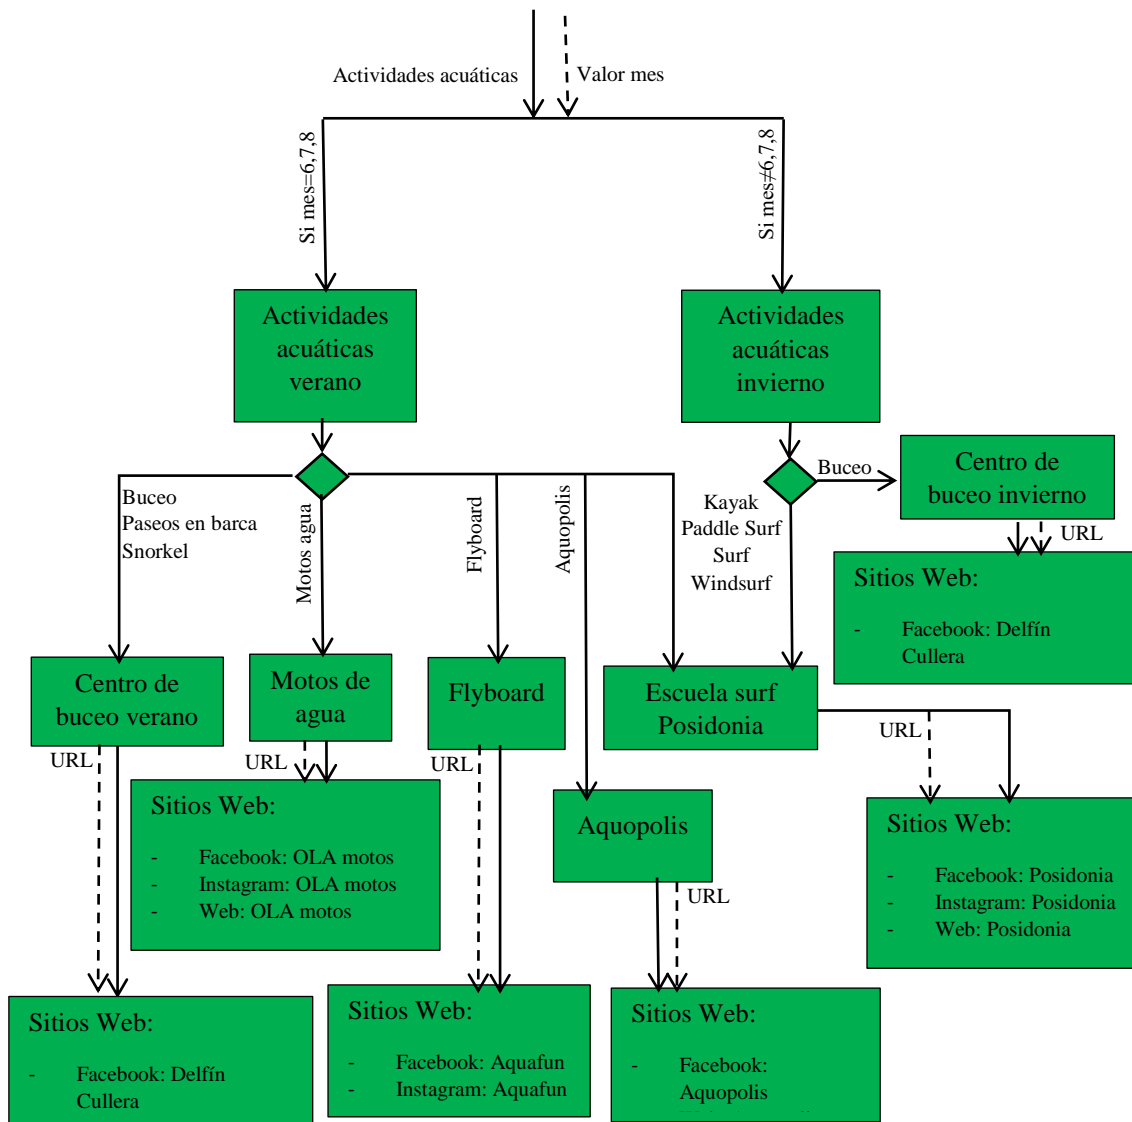 Actividades acuáticas
Valor mes
Si mes=6,7,8
Si mes≠6,7,8
Actividades
acuáticas
verano
Actividades
acuáticas
invierno
Buceo
Centro de
buceo invierno
URL
Sitios Web:
- Facebook: Delfín
Cullera
Buceo
Paseos en barca
Snorkel
Motos agua
Flyboard
Aquopolis
Kayak
Paddle Surf
Surf
Windsurf
Centro de
buceo verano
Motos de
agua
Flyboard
Escuela surf
Posidonia
URL
URL
URL
URL
Sitios Web:
- Facebook: OLA motos
- Instagram: OLA motos
- Web: OLA motos
Aquopolis
URL
Sitios Web:
- Facebook: Posidonia
- Instagram: Posidonia
- Web: Posidonia
Sitios Web:
- Facebook: Delfín
Cullera
Sitios Web:
- Facebook: Aquafun
- Instagram: Aquafun
Sitios Web:
- Facebook:
Aquopolis